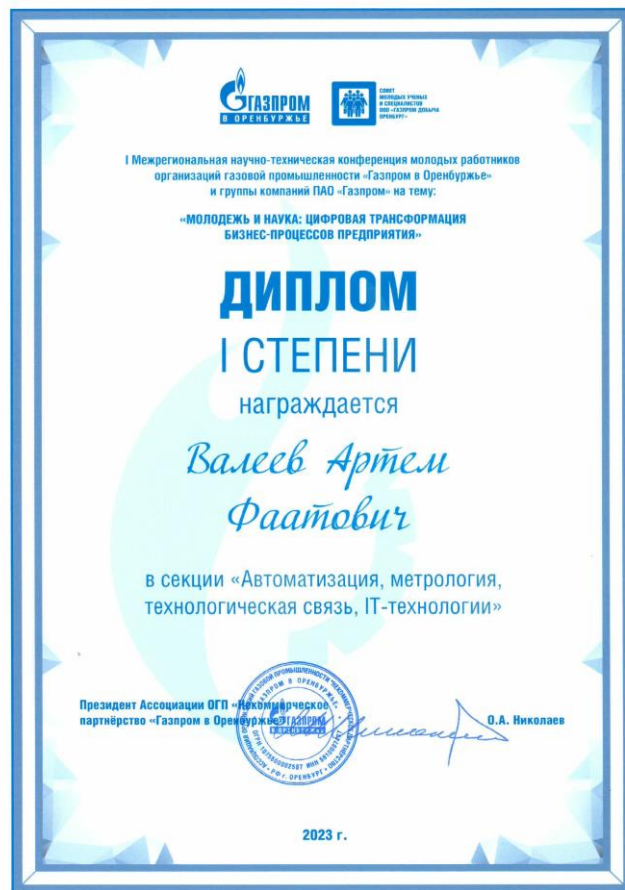 ГАЗПРОМ
В ОРЕНБУРЖЬЕ
СОВЕТ
МОЛОДЫХ УЧЕНЫХ
И СПЕЦИАЛИСТОВ
ООО «ГАЗПРОМ ДОБЫЧА
ОРЕНБУРГ»
I Межрегиональная научно-техническая конференция молодых работников
организаций газовой промышленности «Газпром в Оренбуржье»
и группы компаний ПАО «Газпром» на тему:
«МОЛОДЕЖЬ И НАУКА: ЦИФРОВАЯ ТРАНСФОРМАЦИЯ
БИЗНЕС-ПРОЦЕССОВ ПРЕДПРИЯТИЯ»
ДИПЛОМ
I СТЕПЕНИ
награждается
Валеев Артем
Фаатович
в секции «Автоматизация, метрология,
технологическая связь, IT-технологии»
Президент Ассоциации ОГП «Некоммерческое
партнёрство «Газпром в Оренбуржье»
О.А. Николаев
2023 г.